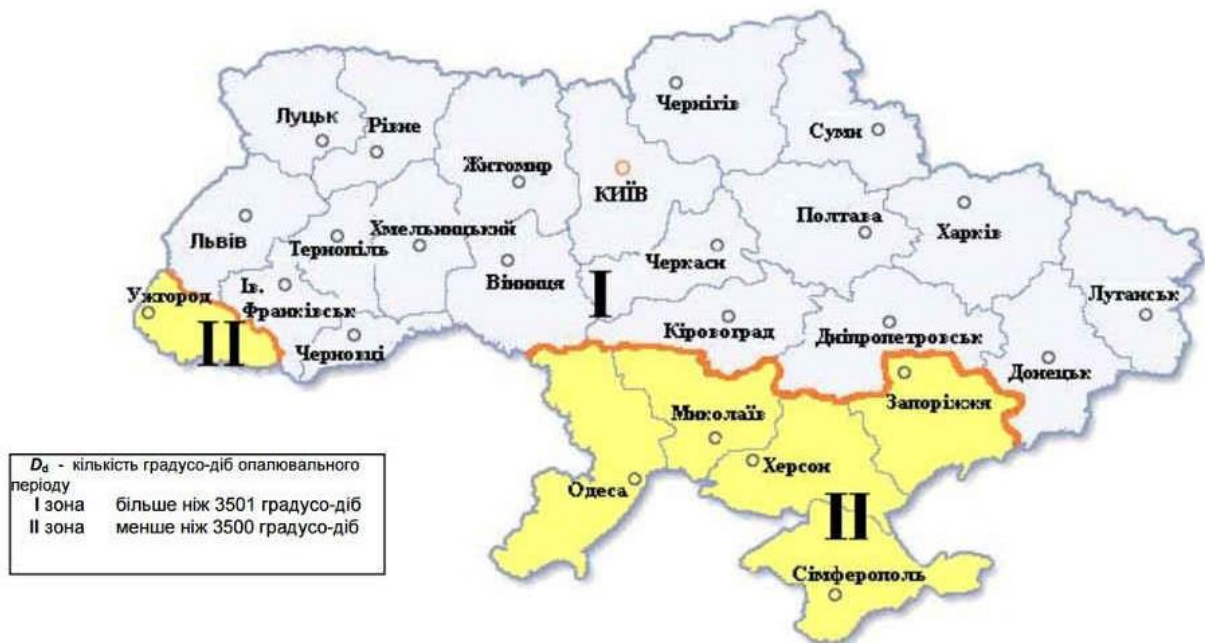 Чернігів
Луцьк
Рівне
Суми
Житомир
КИЇВ
Полтава
Хмельницький
Харків
Львів
Тернопіль
Черкаси
Вінниця
Ів.
Франківськ
I
Ужгород
Луганськ
II
Кіровоград
Дніпропетровськ
Черновці
Донецьк
Запоріжжя
Миколаїв
Херсон
Одеса
II
Сімферополь
Dd - кількість градусо-діб опалювального
періоду
I зона більше ніж 3501 градусо-діб
II зона менше ніж 3500 градусо-діб